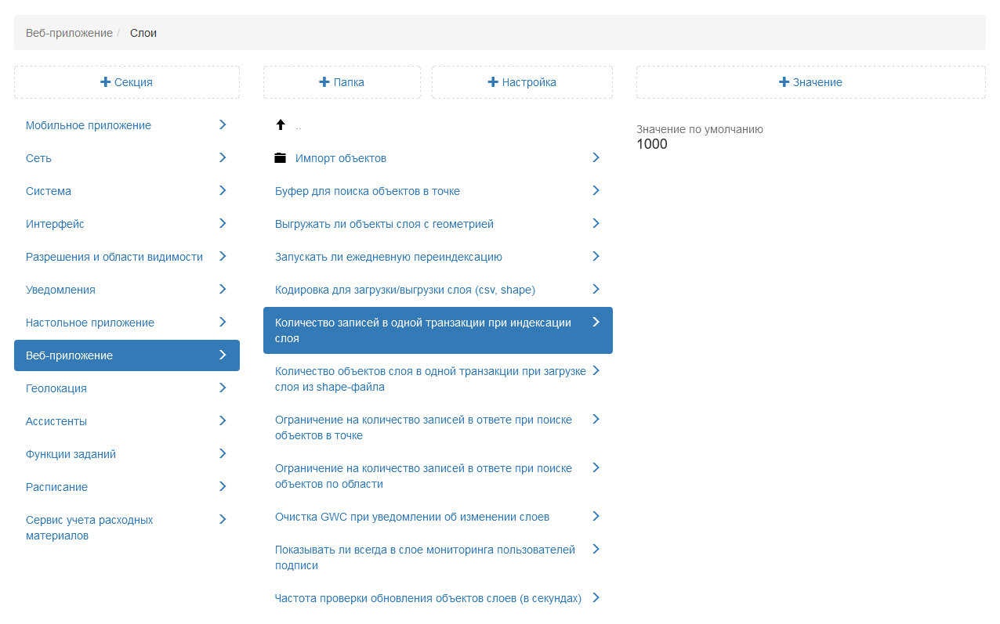 Веб-приложение / Слои
Секция
Папка
Настройка
Значение
Мобильное приложение
Сеть
Система
Интерфейс
Разрешения и области видимости
Уведомления
Настольное приложение
Веб-приложение
Геолокация
Ассистенты
Функции заданий
Расписание
Сервис учета расходных
материалов
..
Импорт объектов
Буфер для поиска объектов в точке
Выгружать ли объекты слоя с геометрией
Запускать ли ежедневную переиндексацию
Кодировка для загрузки/выгрузки слоя (csv, shape)
Количество записей в одной транзакции при индексации
слоя
Количество объектов слоя в одной транзакции при загрузке
слоя из shape-файла
Ограничение на количество записей в ответе при поиске
объектов в точке
Ограничение на количество записей в ответе при поиске
объектов по области
Очистка GWC при уведомлении об изменении слоев
Показывать ли всегда в слое мониторинга пользователей
подписи
Частота проверки обновления объектов слоев (в секундах)
Значение по умолчанию
1000